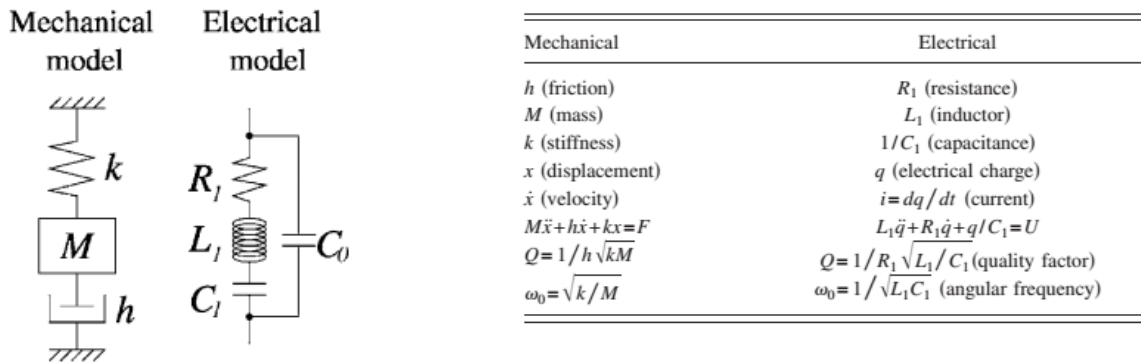 Mechanical model
Electrical model
k
M
h
R₁
L₁
C₁
C₀
Mechanical Electrical
h (friction) R₁ (resistance)
M (mass) L₁ (inductor)
k (stiffness) 1/C₁ (capacitance)
x (displacement) q (electrical charge)
ẋ (velocity) i=dq/dt (current)
Mẍ+hẋ+kx=F L₁q̈+R₁q̇+q/C₁=U
Q=1/h√kM Q=1/R₁√L₁/C₁(quality factor)
ω₀=√k/M ω₀=1/√L₁C₁ (angular frequency)